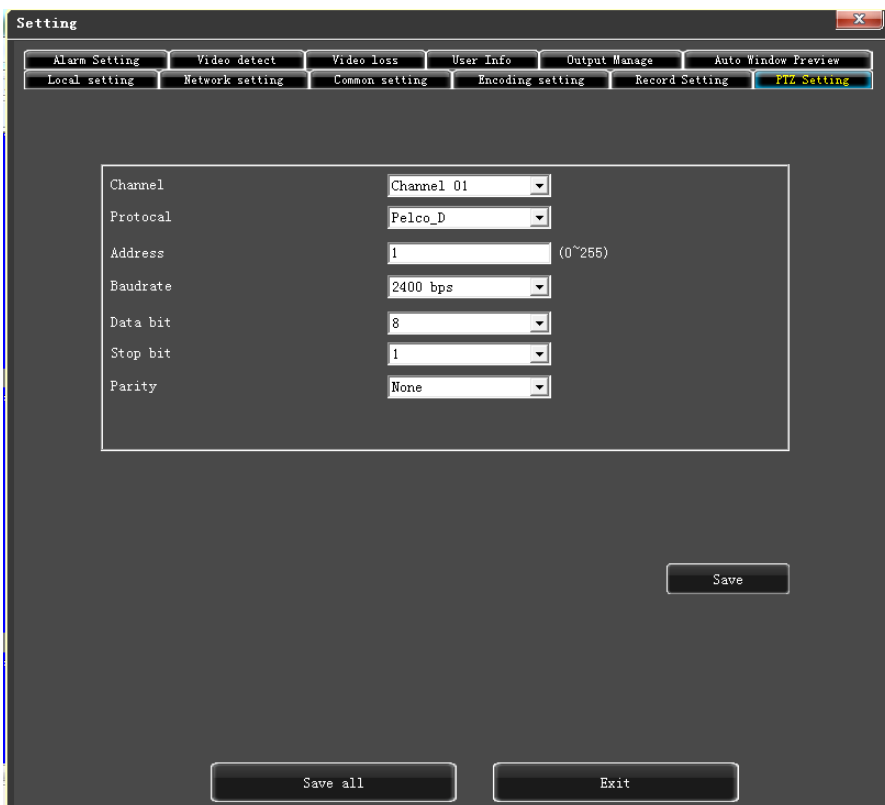 Setting
Alarm Setting Video detect Video loss User Info Output Manage Auto Window Preview
Local setting Network setting Common setting Encoding setting Record Setting PTZ Setting
Channel Channel 01
Protocal Pelco_D
Address 1 (0~255)
Baudrate 2400 bps
Data bit 8
Stop bit 1
Parity None
Save
Save all Exit